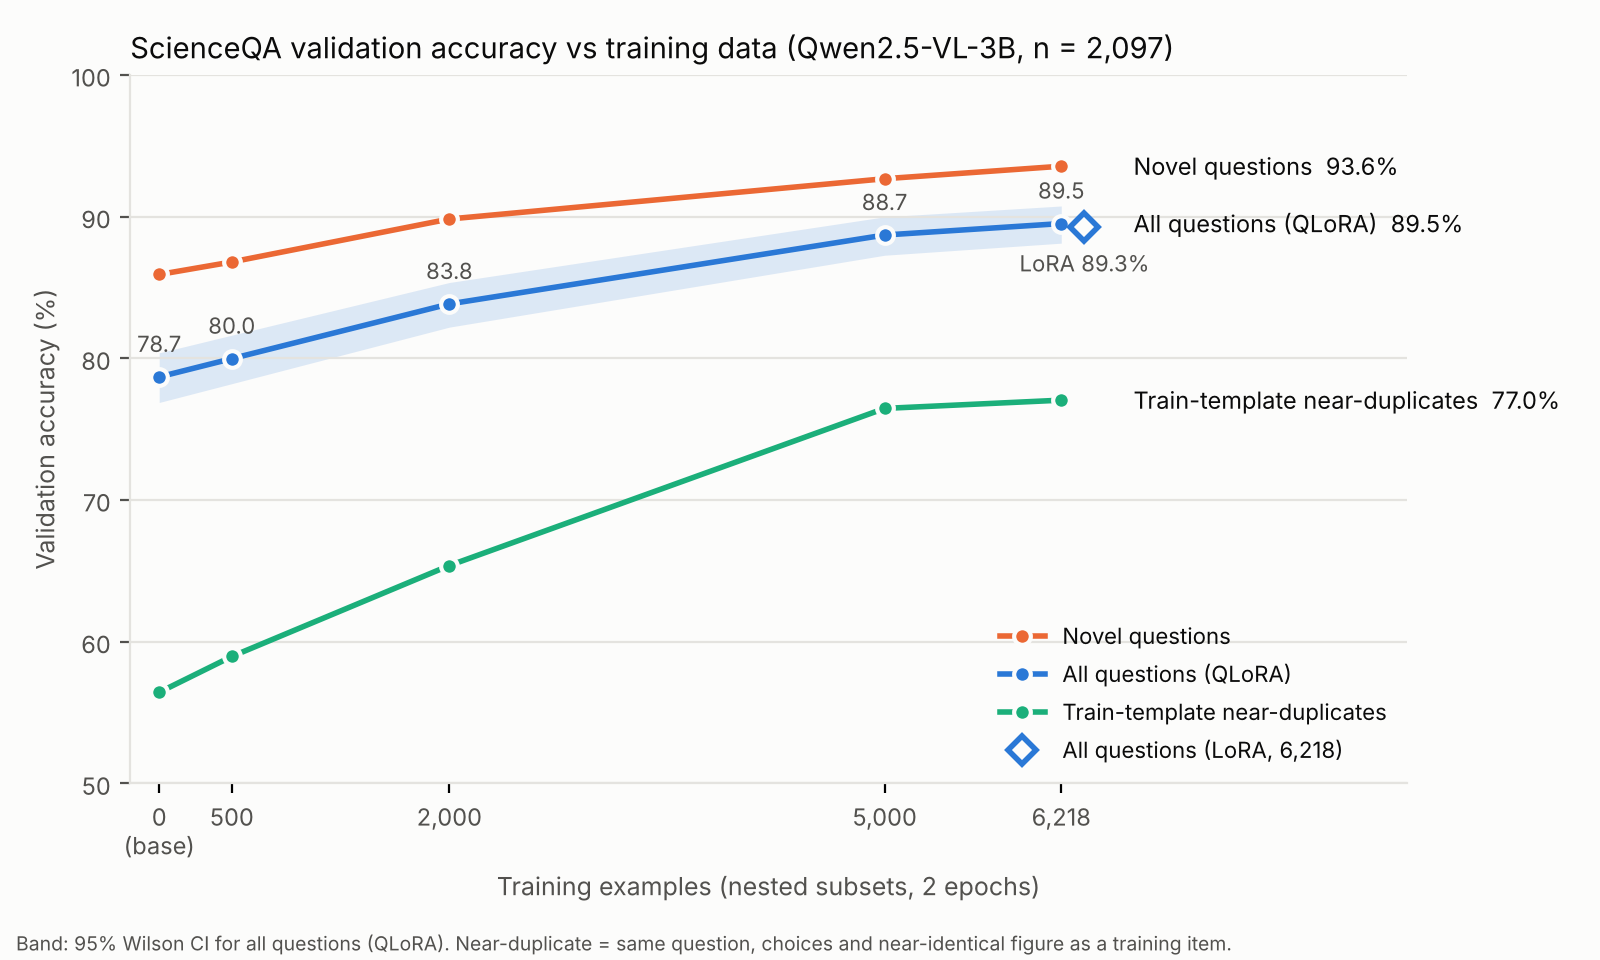 ScienceQA validation accuracy vs training data (Qwen2.5-VL-3B, n = 2,097)
100
90
80
70
60
50
Validation accuracy (%)
78.7
80.0
83.8
88.7
89.5
Novel questions 93.6%
All questions (QLoRA) 89.5%
LoRA 89.3%
Train-template near-duplicates 77.0%
Novel questions
All questions (QLoRA)
Train-template near-duplicates
All questions (LoRA, 6,218)
0
(base)
500
2,000
5,000
6,218
Training examples (nested subsets, 2 epochs)
Band: 95% Wilson CI for all questions (QLoRA). Near-duplicate = same question, choices and near-identical figure as a training item.